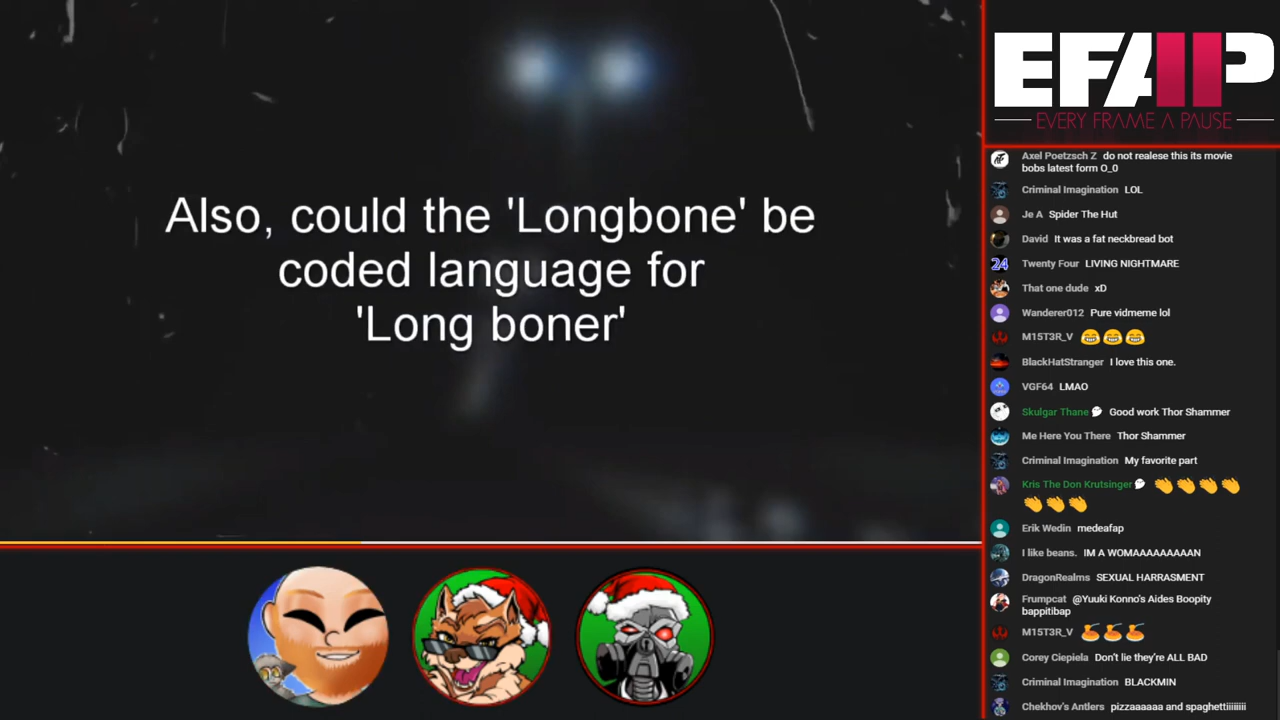 Also, could the 'Longbone' be
coded language for
'Long boner'
EFAP
EVERY FRAME A PAUSE
Axel Poetzsch Z do not realese this its movie
bobs latest form O_0
Criminal Imagination LOL
Je A Spider The Hut
David It was a fat neckbread bot
24
Twenty Four LIVING NIGHTMARE
That one dude xD
Wanderer012 Pure vidmeme lol
M15T3R_V 😂😂😂
BlackHatStranger I love this one.
VGF64 LMAO
Skulgar Thane Good work Thor Shammer
Me Here You There Thor Shammer
Criminal Imagination My favorite part
Kris The Don Krutsinger 👏👏👏👏
👏👏👏
Erik Wedin medeafap
I like beans. IM A WOMAAAAAAAAAN
DragonRealms SEXUAL HARRASMENT
Frumpcat @Yuuki Konno's Aides Boopity
bappitibap
M15T3R_V 🍝🍝🍝
Corey Ciepiela Don't lie they're ALL BAD
Criminal Imagination BLACKMIN
Chekhov's Antlers pizzaaaaaa and spaghettiiiiiiiii